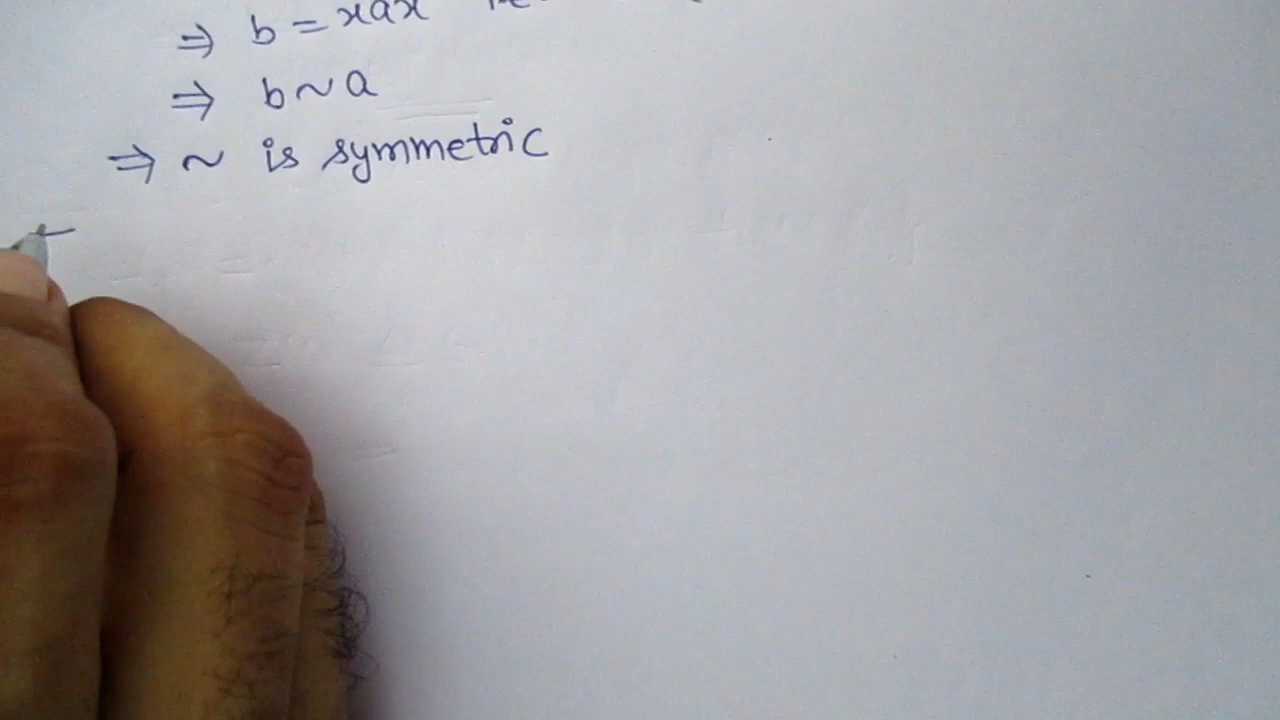 ⇒ b = xax
⇒ b ~ a
⇒ ~ is symmetric